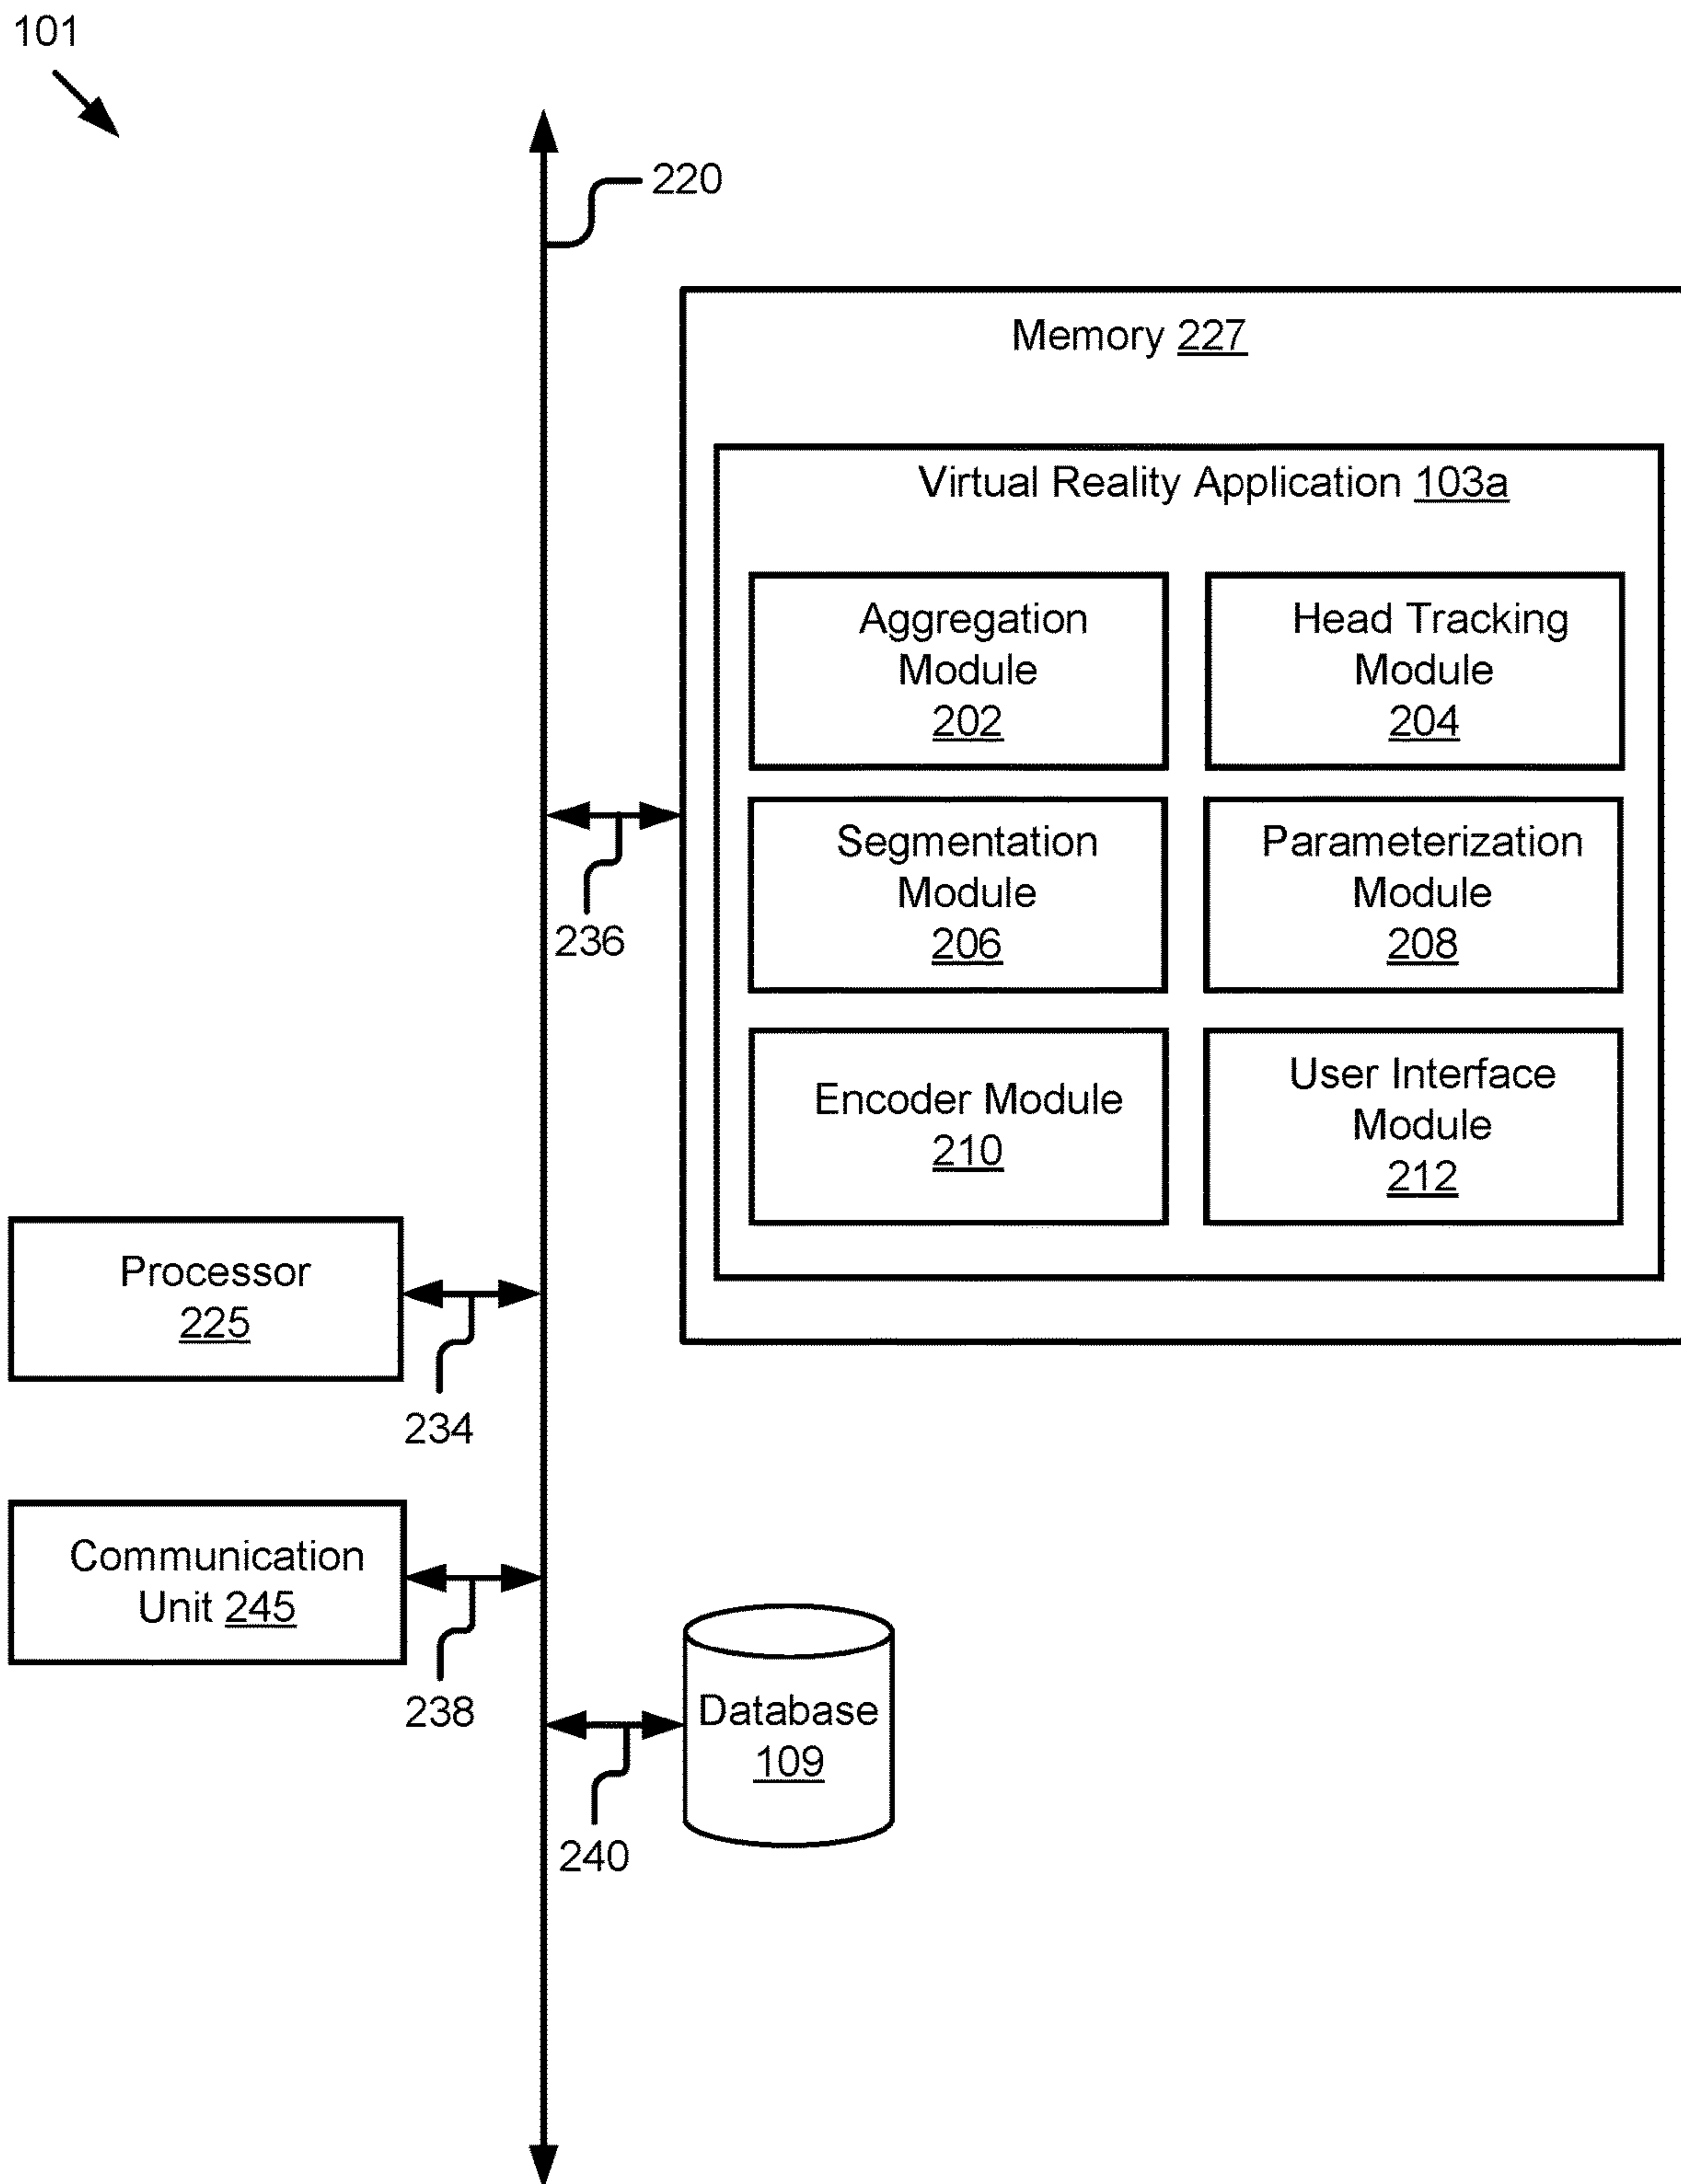 101
220
Memory 227
Virtual Reality Application 103a
Aggregation
Module
202
Head Tracking
Module
204
Segmentation
Module
206
Parameterization
Module
208
236
Encoder Module
210
User Interface
Module
212
Processor
225
234
Communication
Unit 245
238
Database
109
240